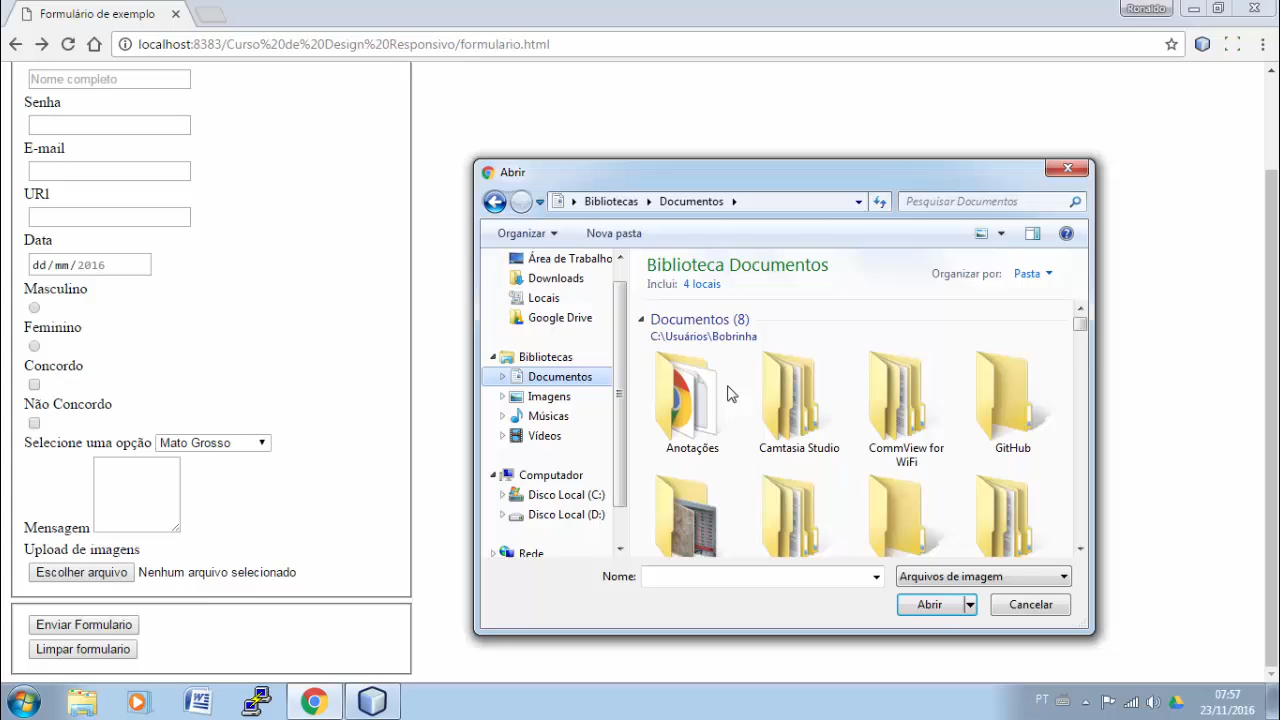 Formulário de exemplo
Ronaldo
localhost:8383/Curso%20de%20Design%20Responsivo/formulario.html
Nome completo
Senha
E-mail
URl
Data
dd/mm/2016
Masculino
Feminino
Concordo
Não Concordo
Selecione uma opção Mato Grosso
Mensagem
Upload de imagens
Escolher arquivo Nenhum arquivo selecionado
Enviar Formulario
Limpar formulario
Abrir
Bibliotecas Documentos
Pesquisar Documentos
Organizar Nova pasta
Área de Trabalho
Downloads
Locais
Google Drive
Bibliotecas
Documentos
Imagens
Músicas
Vídeos
Computador
Disco Local (C:)
Disco Local (D:)
Rede
Biblioteca Documentos
Inclui: 4 locais
Organizar por: Pasta
Documentos (8)
C:\Usuários\Bobrinha
Anotações
Camtasia Studio
CommView for
WiFi
GitHub
Nome:
Arquivos de imagem
Abrir
Cancelar
PT
07:57
23/11/2016